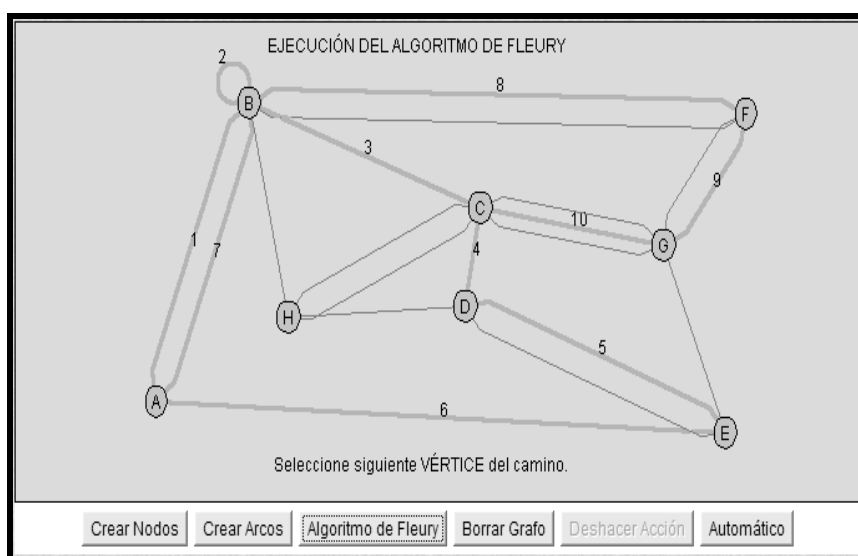 EJECUCIÓN DEL ALGORITMO DE FLEURY
2
8
B
F
3
9
C
10
1
7
4
G
D
H
5
A
6
E
Seleccione siguiente VÉRTICE del camino.
Crear Nodos Crear Arcos Algoritmo de Fleury Borrar Grafo Deshacer Acción Automático